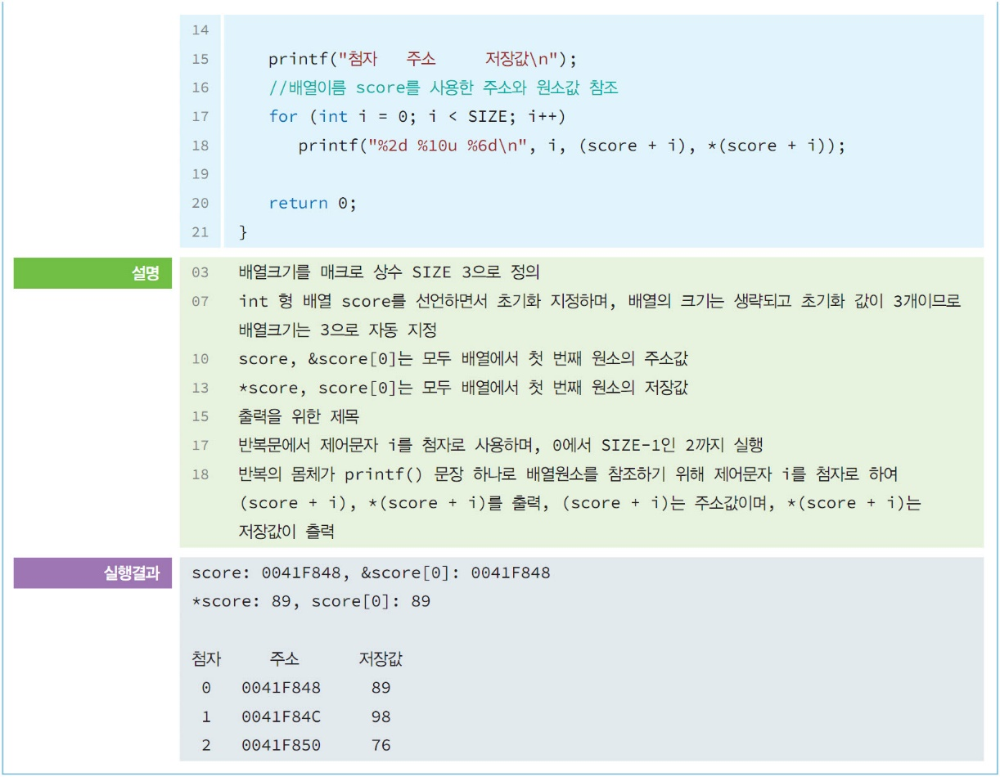 14
15 printf("첨자 주소 저장값\n");
16 //배열이름 score를 사용한 주소와 원소값 참조
17 for (int i = 0; i < SIZE; i++)
18 printf("%2d %10u %6d\n", i, (score + i), *(score + i));
19
20 return 0;
21 }
설명
03 배열크기를 매크로 상수 SIZE 3으로 정의
07 int 형 배열 score를 선언하면서 초기화 지정하며, 배열의 크기는 생략되고 초기화 값이 3개이므로
배열크기는 3으로 자동 지정
10 score, &score[0]는 모두 배열에서 첫 번째 원소의 주소값
13 *score, score[0]는 모두 배열에서 첫 번째 원소의 저장값
15 출력을 위한 제목
17 반복문에서 제어문자 i를 첨자로 사용하며, 0에서 SIZE-1인 2까지 실행
18 반복의 몸체가 printf() 문장 하나로 배열원소를 참조하기 위해 제어문자 i를 첨자로 하여
(score + i), *(score + i)를 출력, (score + i)는 주소값이며, *(score + i)는
저장값이 출력
실행결과
score: 0041F848, &score[0]: 0041F848
*score: 89, score[0]: 89
첨자 주소 저장값
0 0041F848 89
1 0041F84C 98
2 0041F850 76